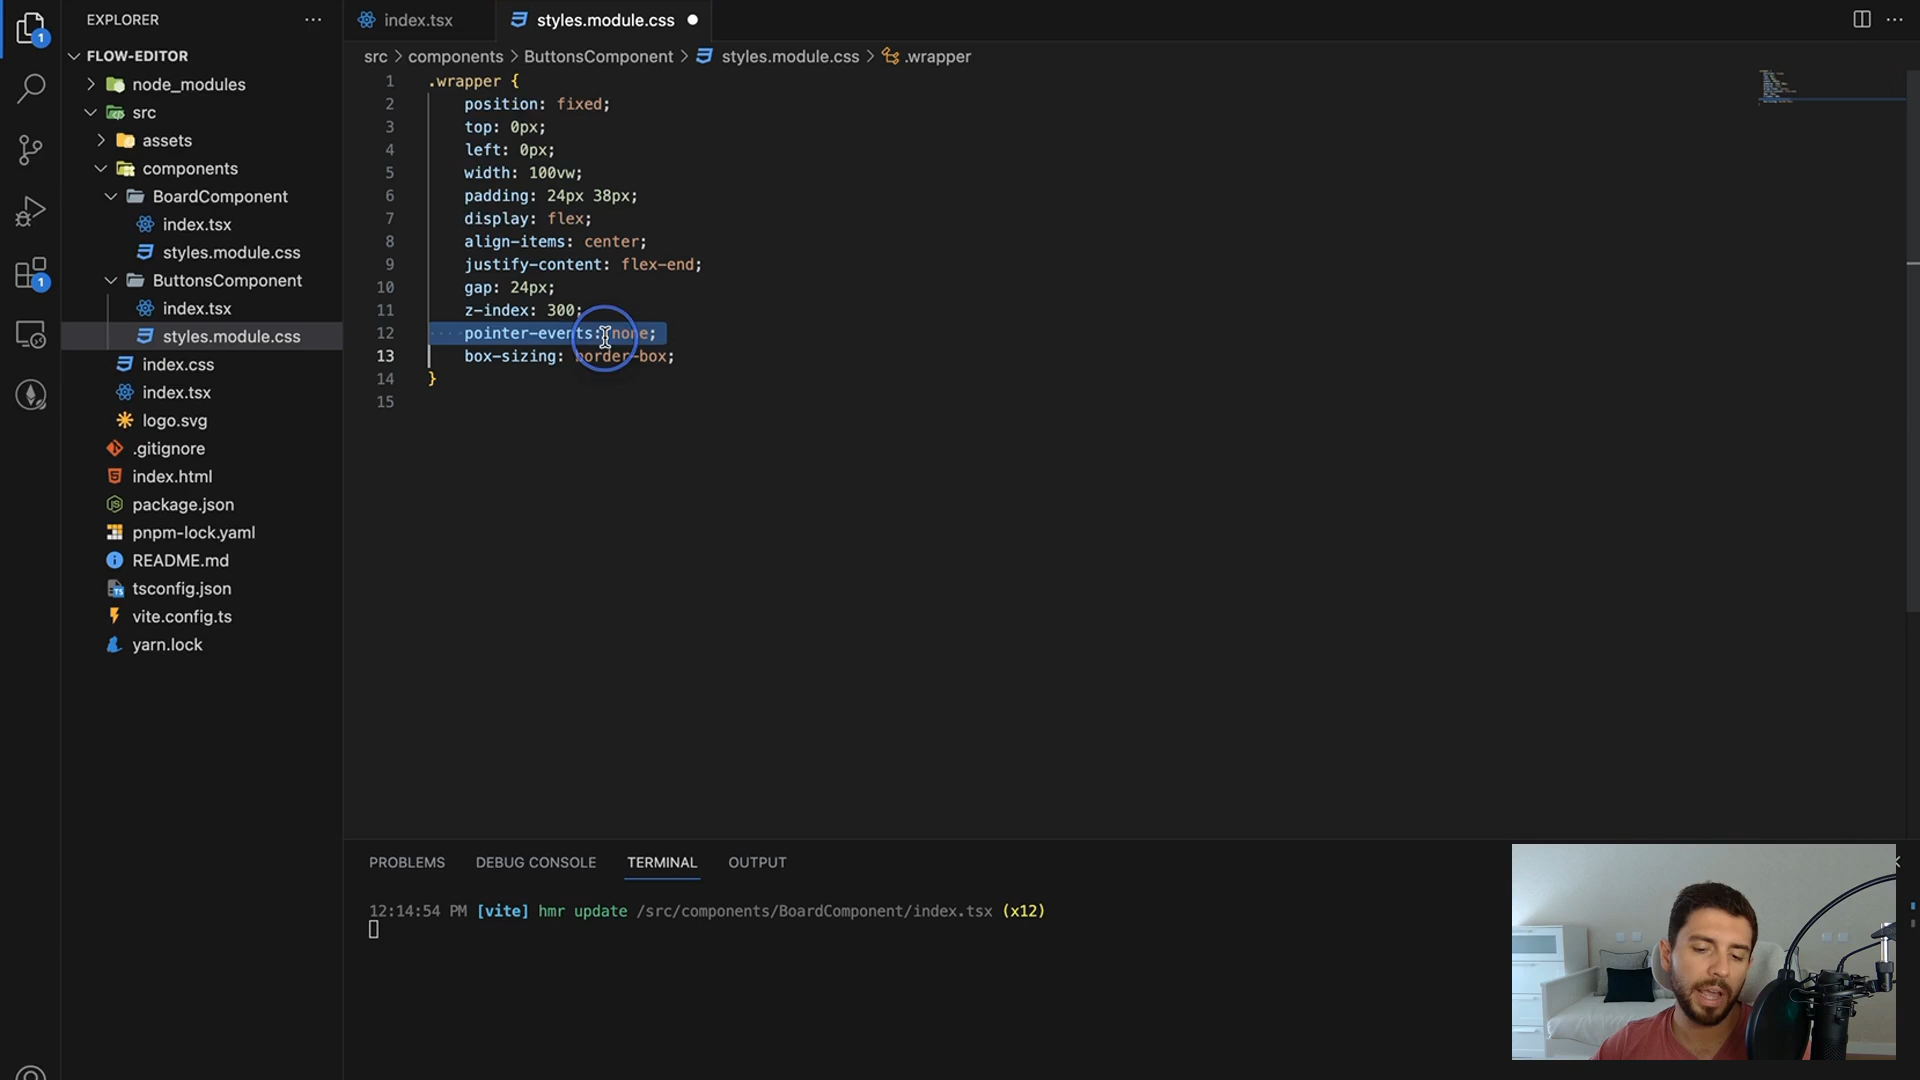 EXPLORER
FLOW-EDITOR
node_modules
src
assets
components
BoardComponent
index.tsx
styles.module.css
ButtonsComponent
index.tsx
styles.module.css
index.css
index.tsx
logo.svg
.gitignore
index.html
package.json
pnpm-lock.yaml
README.md
tsconfig.json
vite.config.ts
yarn.lock
1
1
index.tsx
styles.module.css
src > components > ButtonsComponent > styles.module.css > .wrapper
1 .wrapper {
2 position: fixed;
3 top: 0px;
4 left: 0px;
5 width: 100vw;
6 padding: 24px 38px;
7 display: flex;
8 align-items: center;
9 justify-content: flex-end;
10 gap: 24px;
11 z-index: 300;
12 pointer-events: none;
13 box-sizing: border-box;
14 }
15
PROBLEMS DEBUG CONSOLE TERMINAL OUTPUT
12:14:54 PM [vite] hmr update /src/components/BoardComponent/index.tsx (x12)